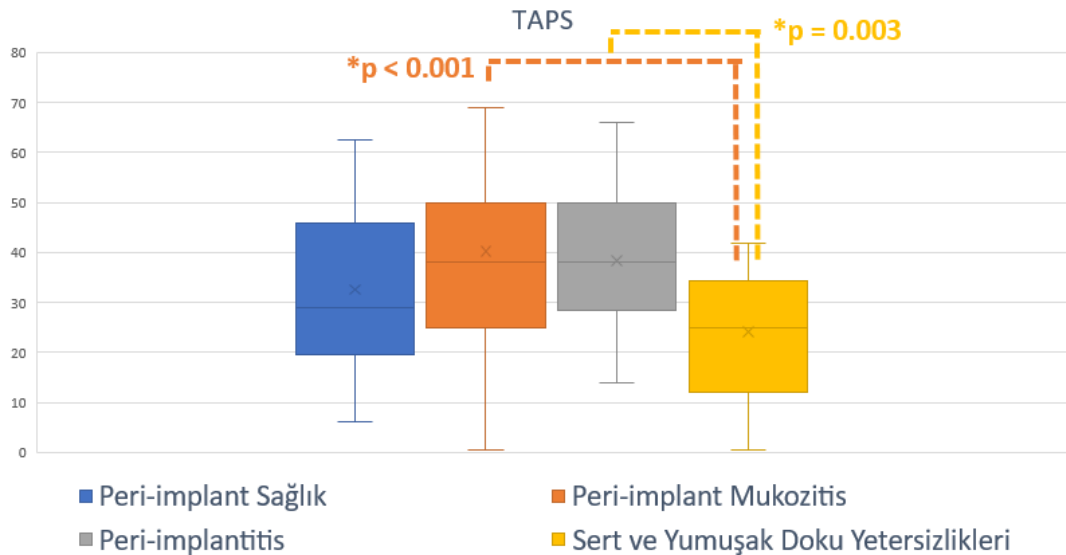 TAPS
*p = 0.003
*p < 0.001
80
70
60
50
40
30
20
10
0
Peri-implant Sağlık
Peri-implant Mukozitis
Peri-implantitis
Sert ve Yumuşak Doku Yetersizlikleri